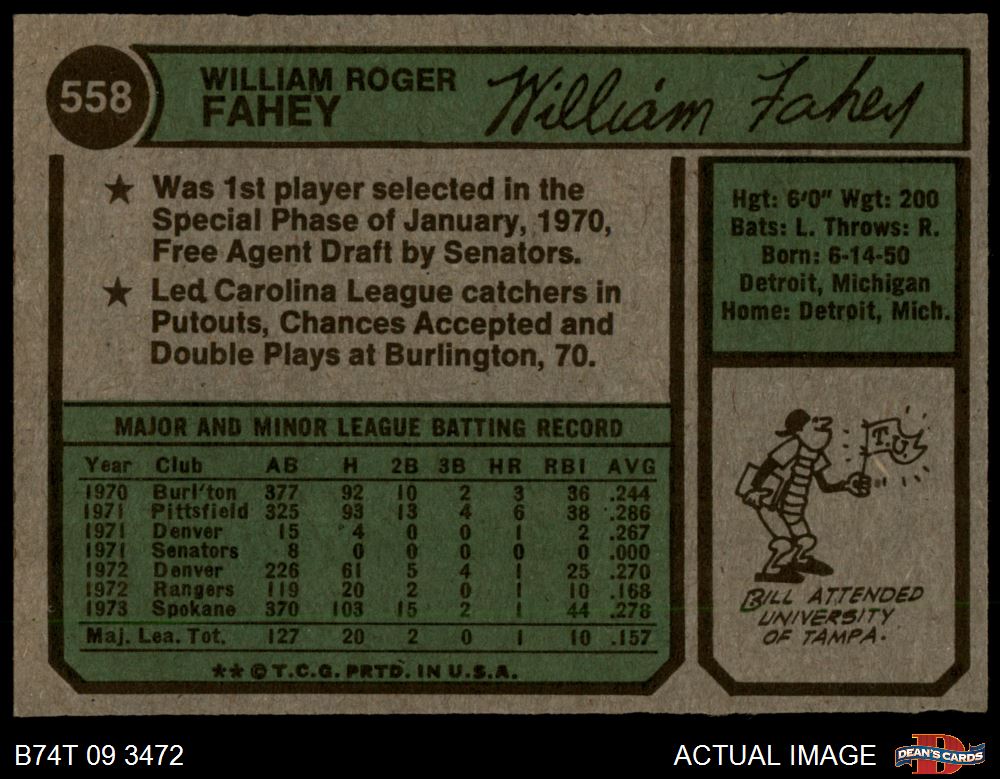 558
WILLIAM ROGER
FAHEY
William Fahey
★ Was 1st player selected in the
Special Phase of January, 1970,
Free Agent Draft by Senators.
★ Led Carolina League catchers in
Putouts, Chances Accepted and
Double Plays at Burlington, 70.
Hgt: 6'0" Wgt: 200
Bats: L. Throws: R.
Born: 6-14-50
Detroit, Michigan
Home: Detroit, Mich.
MAJOR AND MINOR LEAGUE BATTING RECORD
Year Club AB H 2B 3B HR RBI AVG
1970 Burl'ton 377 92 10 2 3 36 .244
1971 Pittsfield 325 93 13 4 6 38 .286
1971 Denver 15 4 0 0 1 2 .267
1971 Senators 8 0 0 0 0 0 .000
1972 Denver 226 61 5 4 1 25 .270
1972 Rangers 119 20 2 0 1 10 .168
1973 Spokane 370 103 15 2 1 44 .278
Maj. Lea. Tot. 127 20 2 0 1 10 .157
** © T.C.G. PRTD. IN U.S.A.
T.U.
BILL ATTENDED
UNIVERSITY
OF TAMPA.
B74T 09 3472
ACTUAL IMAGE
D
DEAN'S CARDS